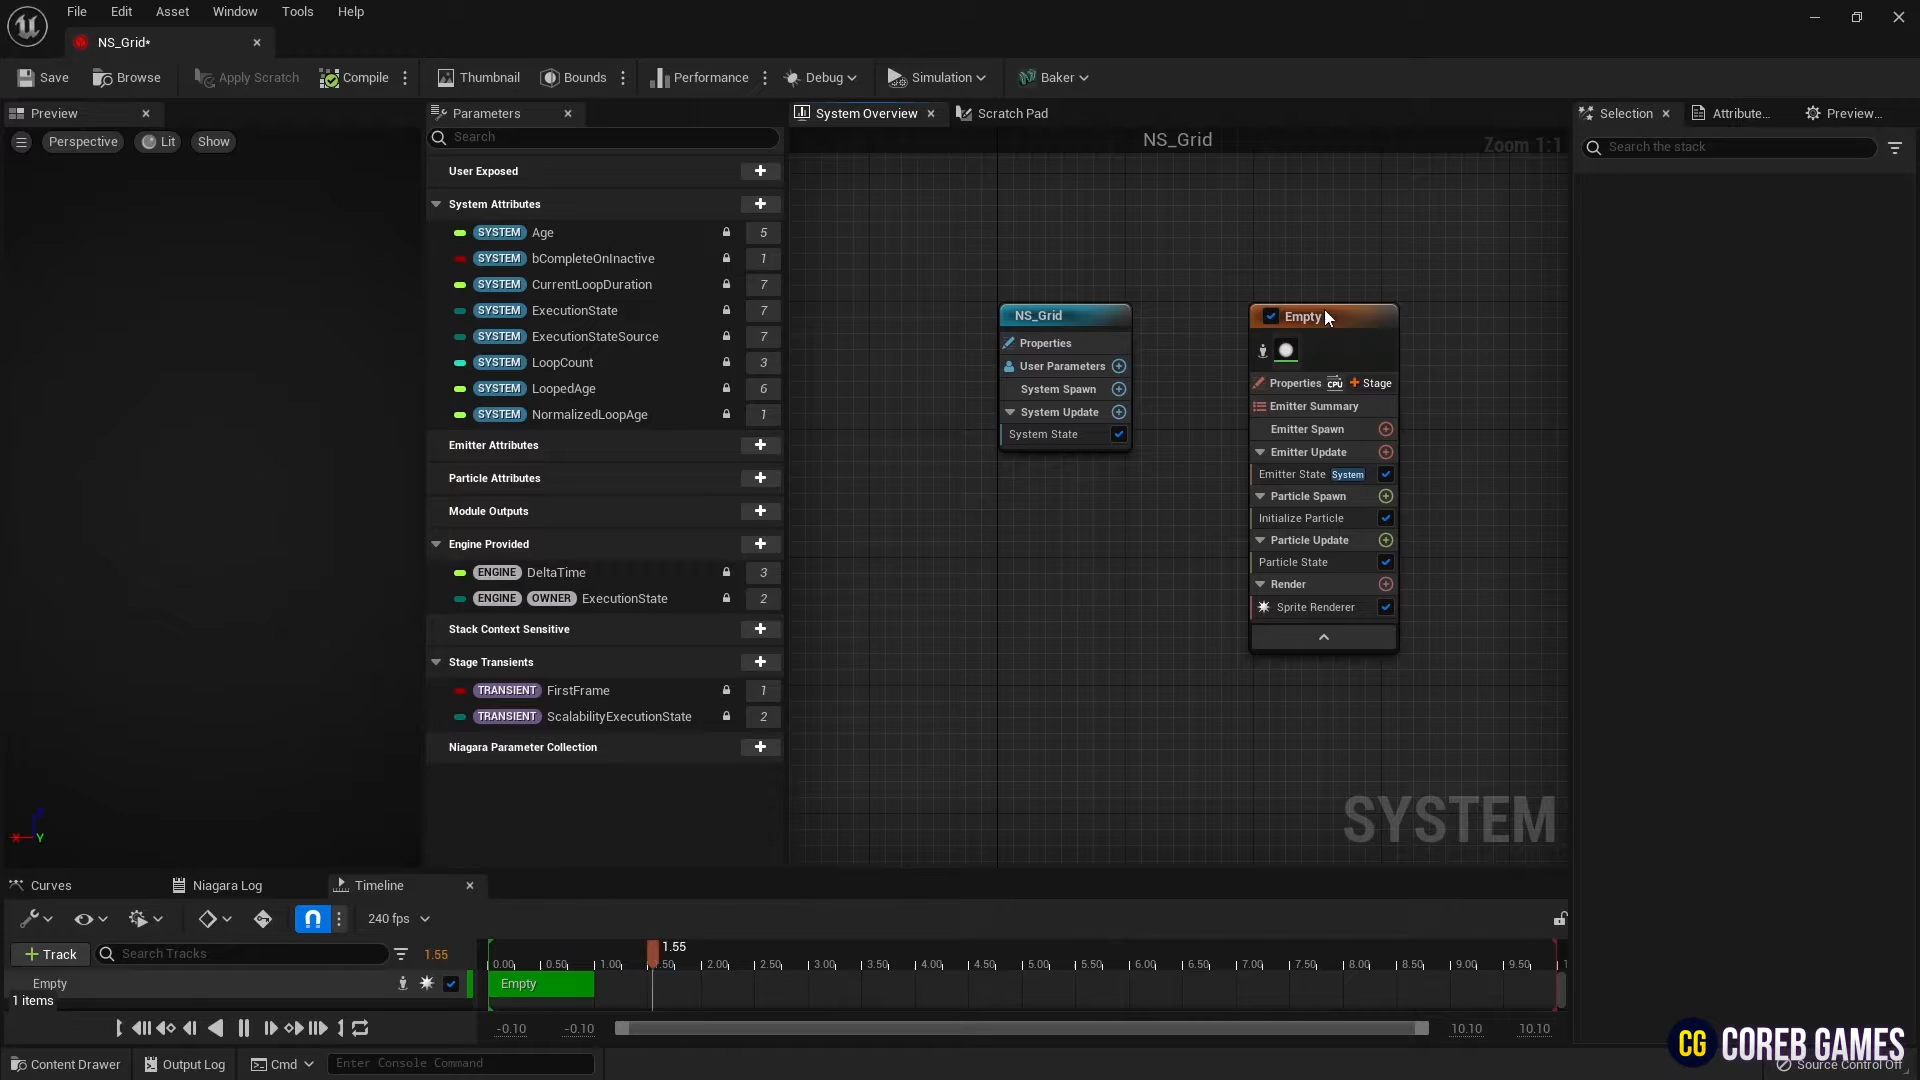 File Edit Asset Window Tools Help
NS_Grid*
Save Browse Apply Scratch Compile Thumbnail Bounds Performance Debug Simulation Baker
Preview
Perspective Lit Show
Parameters
Search
User Exposed
System Attributes
SYSTEM Age 5
SYSTEM bCompleteOnInactive 1
SYSTEM CurrentLoopDuration 7
SYSTEM ExecutionState 7
SYSTEM ExecutionStateSource 7
SYSTEM LoopCount 3
SYSTEM LoopedAge 6
SYSTEM NormalizedLoopAge 1
Emitter Attributes
Particle Attributes
Module Outputs
Engine Provided
ENGINE DeltaTime 3
ENGINE OWNER ExecutionState 2
Stack Context Sensitive
Stage Transients
TRANSIENT FirstFrame 1
TRANSIENT ScalabilityExecutionState 2
Niagara Parameter Collection
System Overview Scratch Pad
NS_Grid
Zoom 1:1
NS_Grid
Properties
User Parameters
System Spawn
System Update
System State
Empty
Properties CPU Stage
Emitter Summary
Emitter Spawn
Emitter Update
Emitter State System
Particle Spawn
Initialize Particle
Particle Update
Particle State
Render
Sprite Renderer
SYSTEM
Selection Attribute... Preview...
Search the stack
Curves Niagara Log Timeline
240 fps
Track Search Tracks 1.55
Empty
1 items
1.55
0.00 0.50 1.00 1.50 2.00 2.50 3.00 3.50 4.00 4.50 5.00 5.50 6.00 6.50 7.00 7.50 8.00 8.50 9.00 9.50
Empty
-0.10 -0.10 10.10 10.10
Content Drawer Output Log Cmd Enter Console Command
Source Control Off
CG COREB GAMES